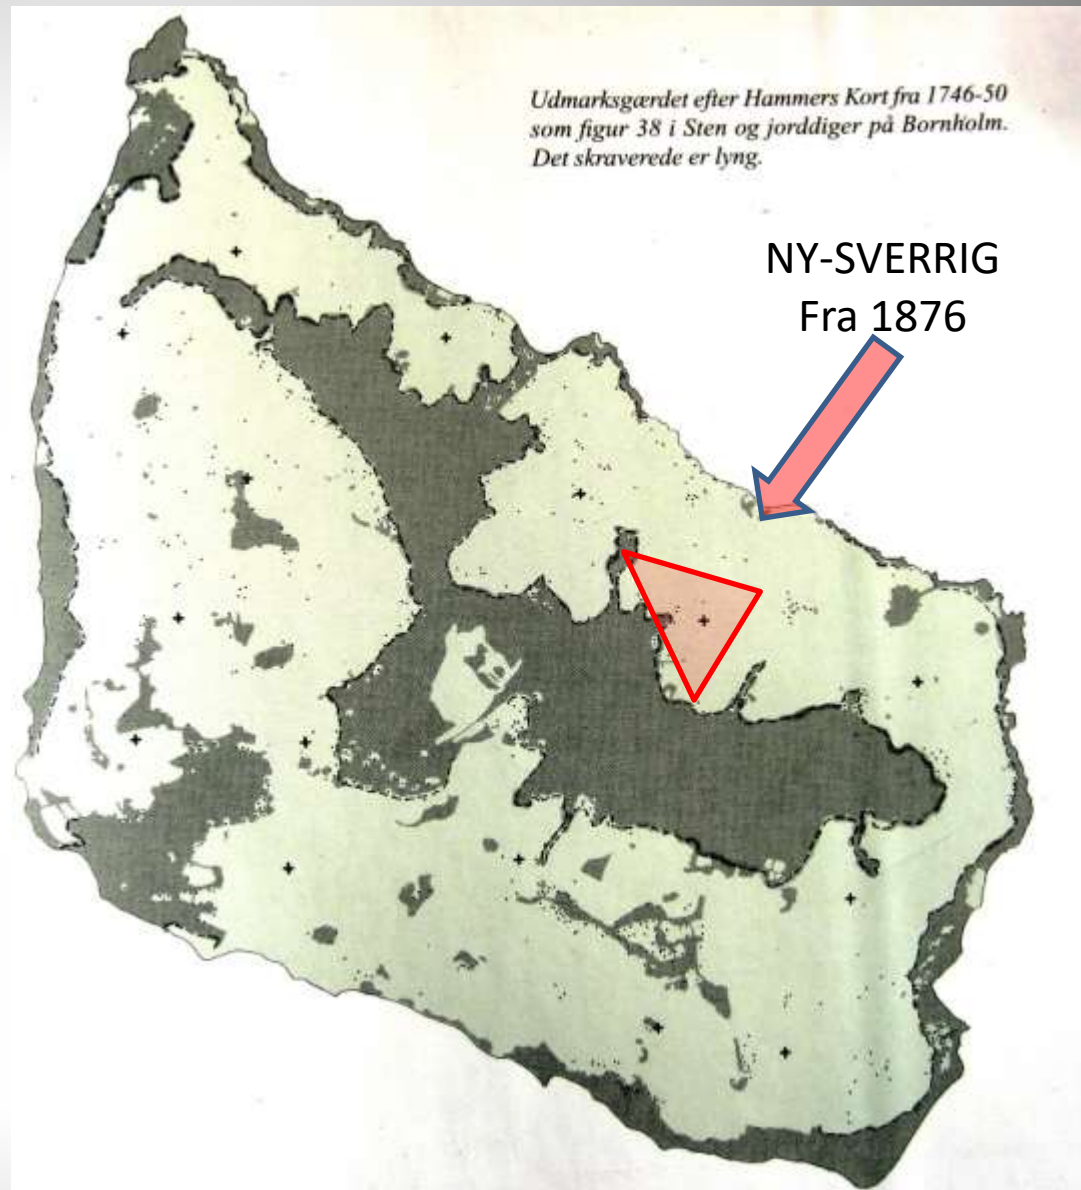 Udmarksgærdet efter Hammers Kort fra 1746-50
som figur 38 i Sten og jorddiger på Bornholm.
Det skraverede er lyng.
NY-SVERRIG
Fra 1876